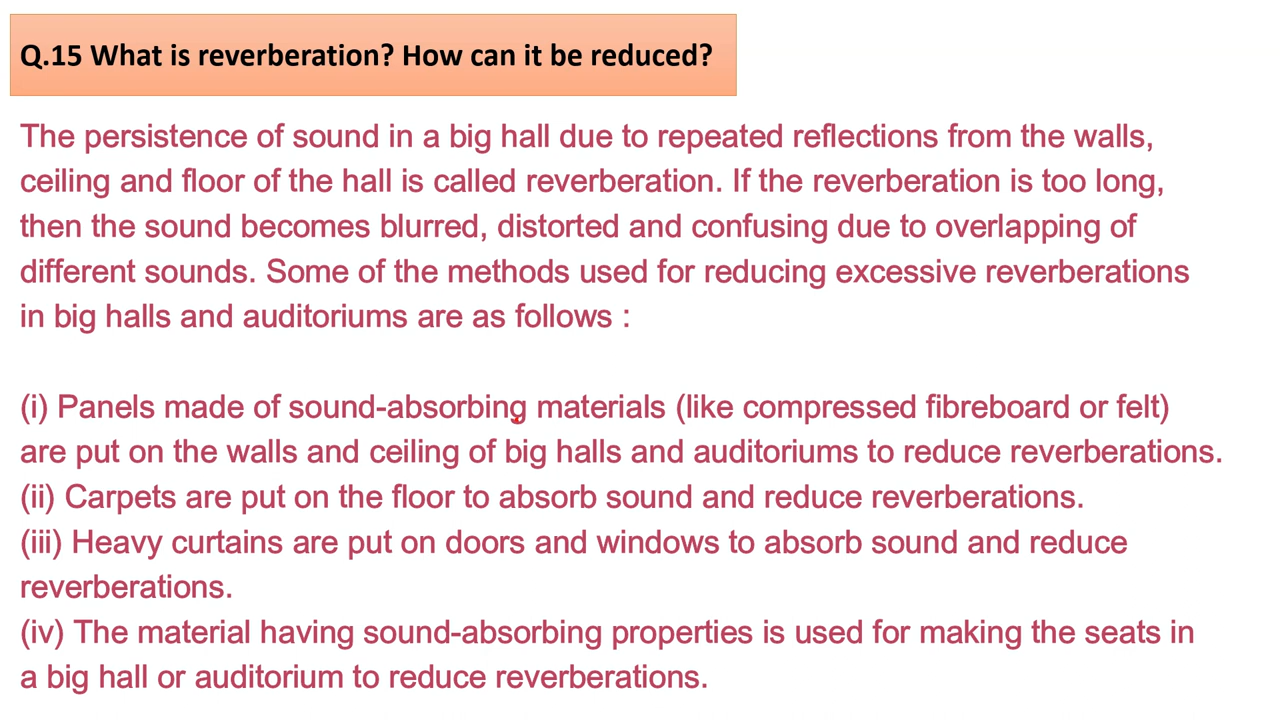 Q.15 What is reverberation? How can it be reduced?
The persistence of sound in a big hall due to repeated reflections from the walls,
ceiling and floor of the hall is called reverberation. If the reverberation is too long,
then the sound becomes blurred, distorted and confusing due to overlapping of
different sounds. Some of the methods used for reducing excessive reverberations
in big halls and auditoriums are as follows :
(i) Panels made of sound-absorbing materials (like compressed fibreboard or felt)
are put on the walls and ceiling of big halls and auditoriums to reduce reverberations.
(ii) Carpets are put on the floor to absorb sound and reduce reverberations.
(iii) Heavy curtains are put on doors and windows to absorb sound and reduce
reverberations.
(iv) The material having sound-absorbing properties is used for making the seats in
a big hall or auditorium to reduce reverberations.